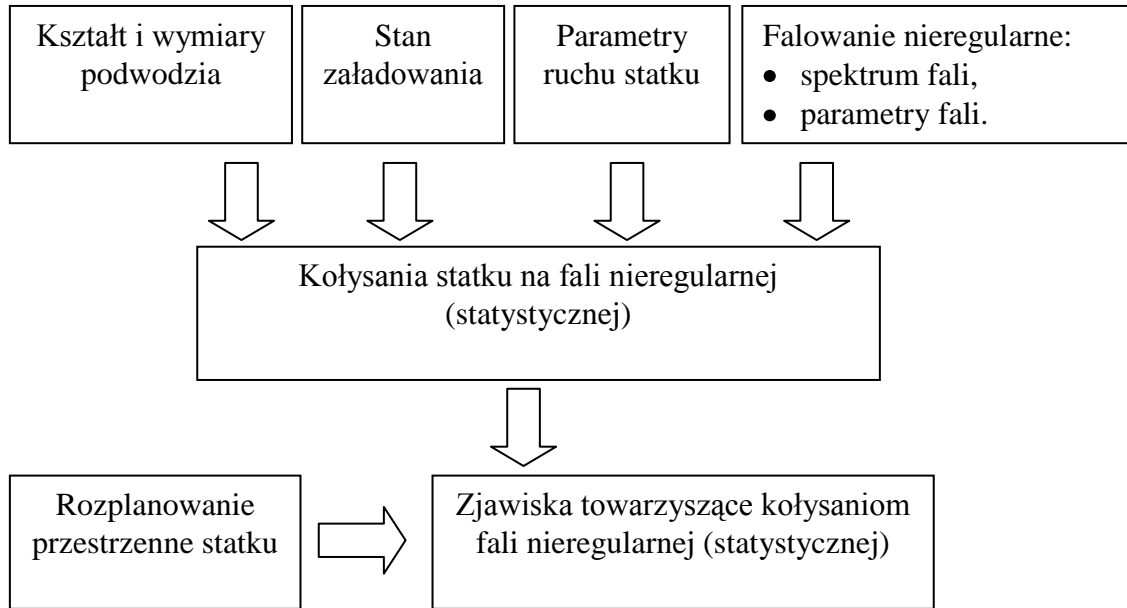 Kształt i wymiary
podwodzia
Stan
załadowania
Parametry
ruchu statku
Falowanie nieregularne:
• spektrum fali,
• parametry fali.
Kołysania statku na fali nieregularnej
(statystycznej)
Rozplanowanie
przestrzenne statku
Zjawiska towarzyszące kołysaniom
fali nieregularnej (statystycznej)